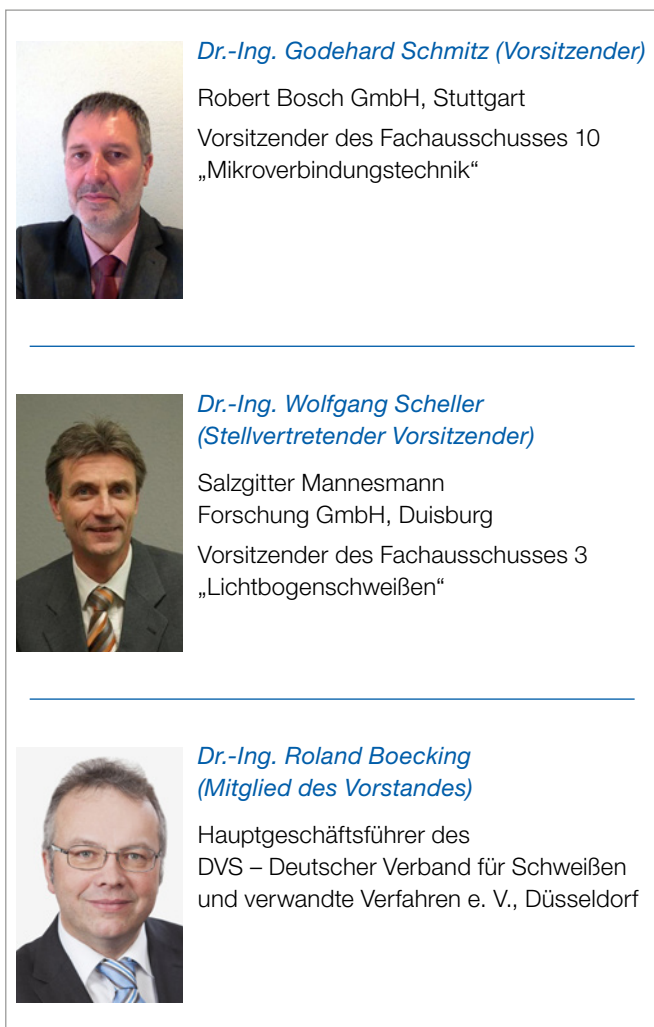 Dr.-Ing. Godehard Schmitz (Vorsitzender)
Robert Bosch GmbH, Stuttgart
Vorsitzender des Fachausschusses 10
„Mikroverbindungstechnik“
Dr.-Ing. Wolfgang Scheller
(Stellvertretender Vorsitzender)
Salzgitter Mannesmann
Forschung GmbH, Duisburg
Vorsitzender des Fachausschusses 3
„Lichtbogenschweißen“
Dr.-Ing. Roland Boecking
(Mitglied des Vorstandes)
Hauptgeschäftsführer des
DVS – Deutscher Verband für Schweißen
und verwandte Verfahren e. V., Düsseldorf